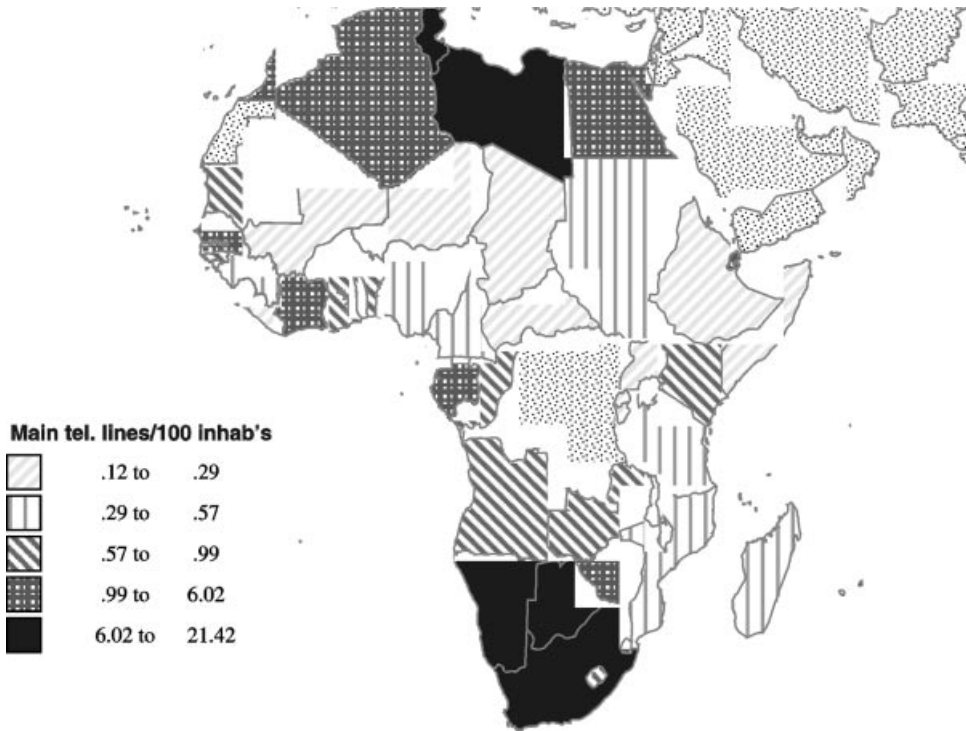 Main tel. lines/100 inhab's
.12 to .29
.29 to .57
.57 to .99
.99 to 6.02
6.02 to 21.42